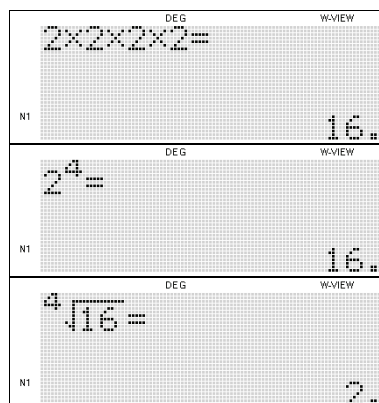 DEG W-VIEW
2×2×2×2=
N1 16.
DEG W-VIEW
2⁴=
N1 16.
DEG W-VIEW
⁴√16=
N1 2.